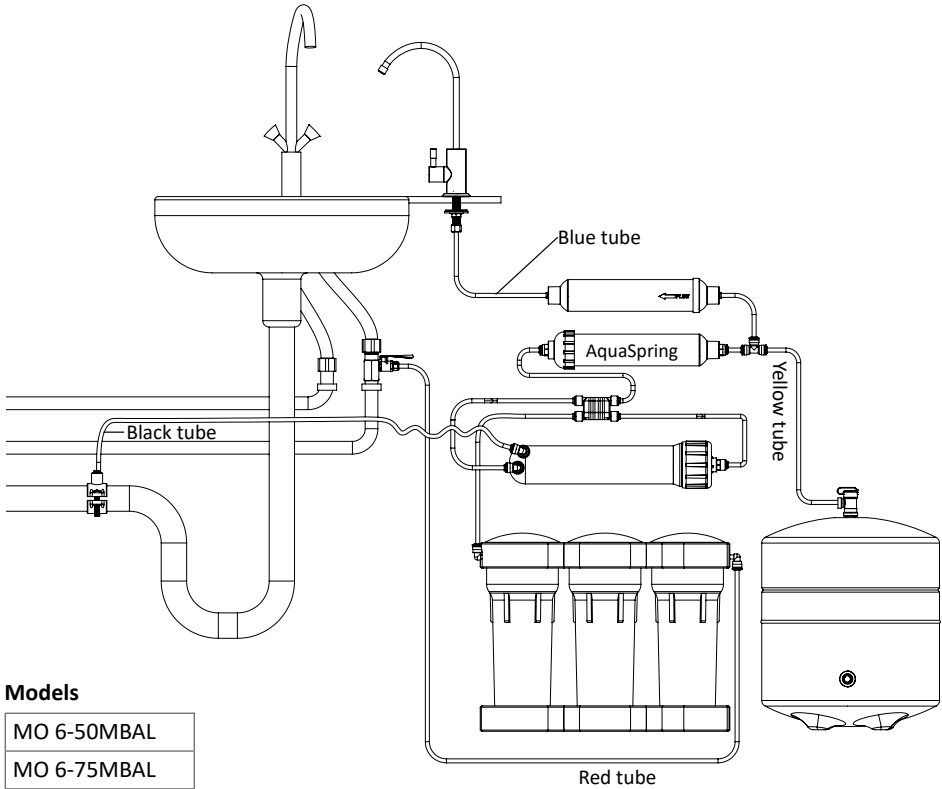 Blue tube
AquaSpring
Yellow tube
Black tube
Models
MO 6-50MBAL
MO 6-75MBAL
Red tube